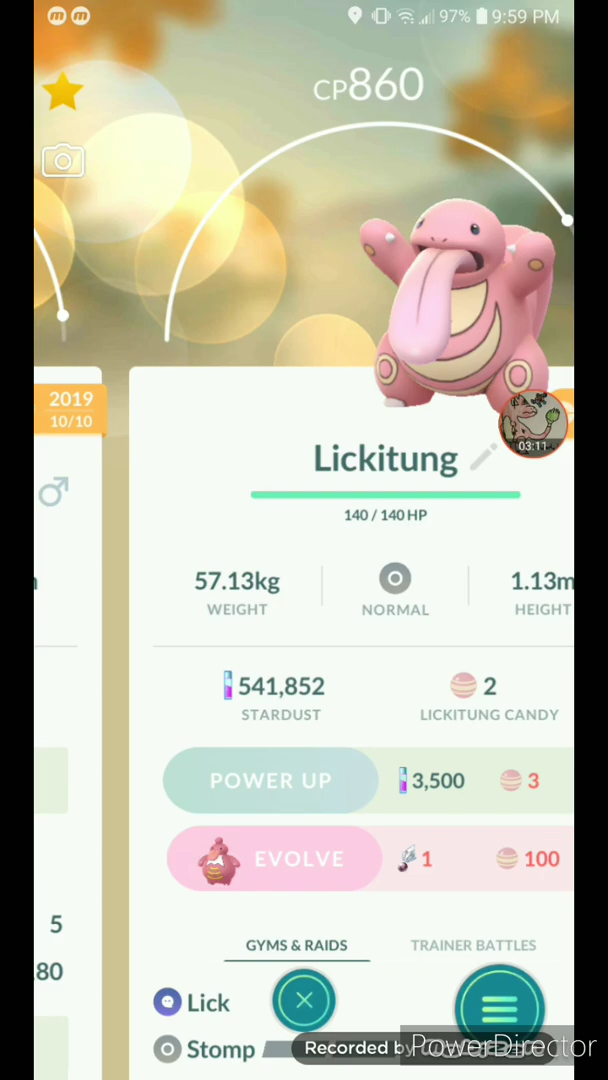 97% 9:59 PM
CP860
2019
10/10
03:11
Lickitung
140 / 140 HP
57.13kg
WEIGHT
NORMAL
1.13m
HEIGHT
541,852
STARDUST
2
LICKITUNG CANDY
POWER UP
3,500
3
EVOLVE
1
100
GYMS & RAIDS
TRAINER BATTLES
5
80
Lick
Stomp
Recorded by
PowerDirector